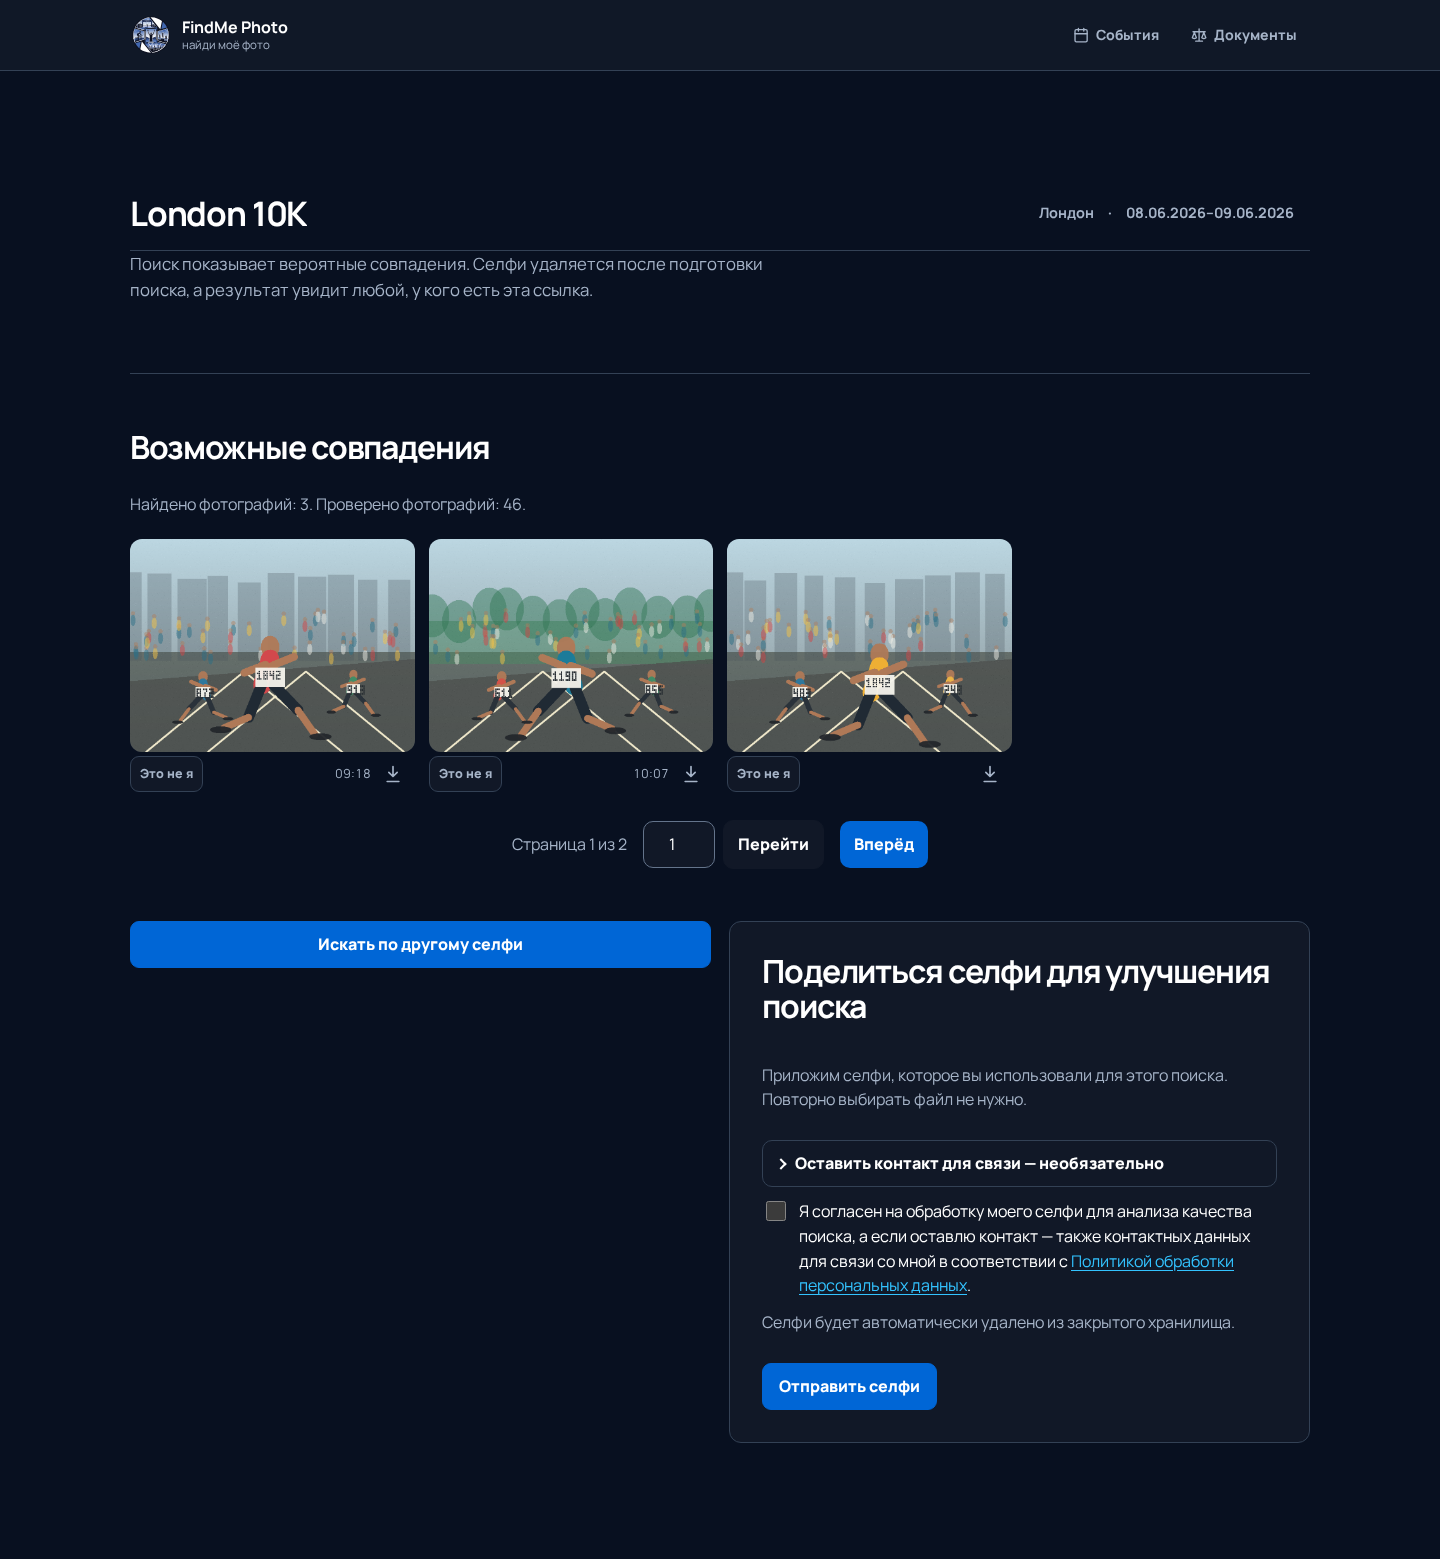 FindMe Photo
найди моё фото
События
Документы
London 10K
Лондон · 08.06.2026–09.06.2026
Поиск показывает вероятные совпадения. Селфи удаляется после подготовки
поиска, а результат увидит любой, у кого есть эта ссылка.
Возможные совпадения
Найдено фотографий: 3. Проверено фотографий: 46.
1842
1190
1842
Это не я
09:18
Это не я
10:07
Это не я
Страница 1 из 2
1
Перейти
Вперёд
Искать по другому селфи
Поделиться селфи для улучшения
поиска
Приложим селфи, которое вы использовали для этого поиска.
Повторно выбирать файл не нужно.
Оставить контакт для связи — необязательно
Я согласен на обработку моего селфи для анализа качества
поиска, а если оставлю контакт — также контактных данных
для связи со мной в соответствии с Политикой обработки
персональных данных.
Селфи будет автоматически удалено из закрытого хранилища.
Отправить селфи